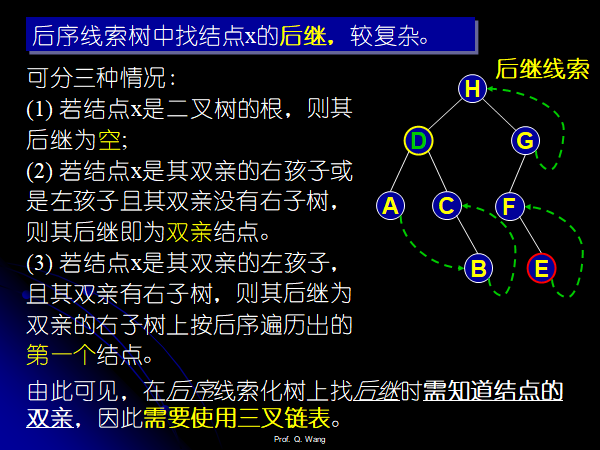 后序线索树中找结点x的后继，较复杂。
后继线索
可分三种情况：
(1) 若结点x是二叉树的根，则其
后继为空;
(2) 若结点x是其双亲的右孩子或
是左孩子且其双亲没有右子树，
则其后继即为双亲结点。
(3) 若结点x是其双亲的左孩子，
且其双亲有右子树，则其后继为
双亲的右子树上按后序遍历出的
第一个结点。
H
D
G
A
C
F
B
E
由此可见，在后序线索化树上找后继时需知道结点的
双亲，因此需要使用三叉链表。
Prof. Q. Wang